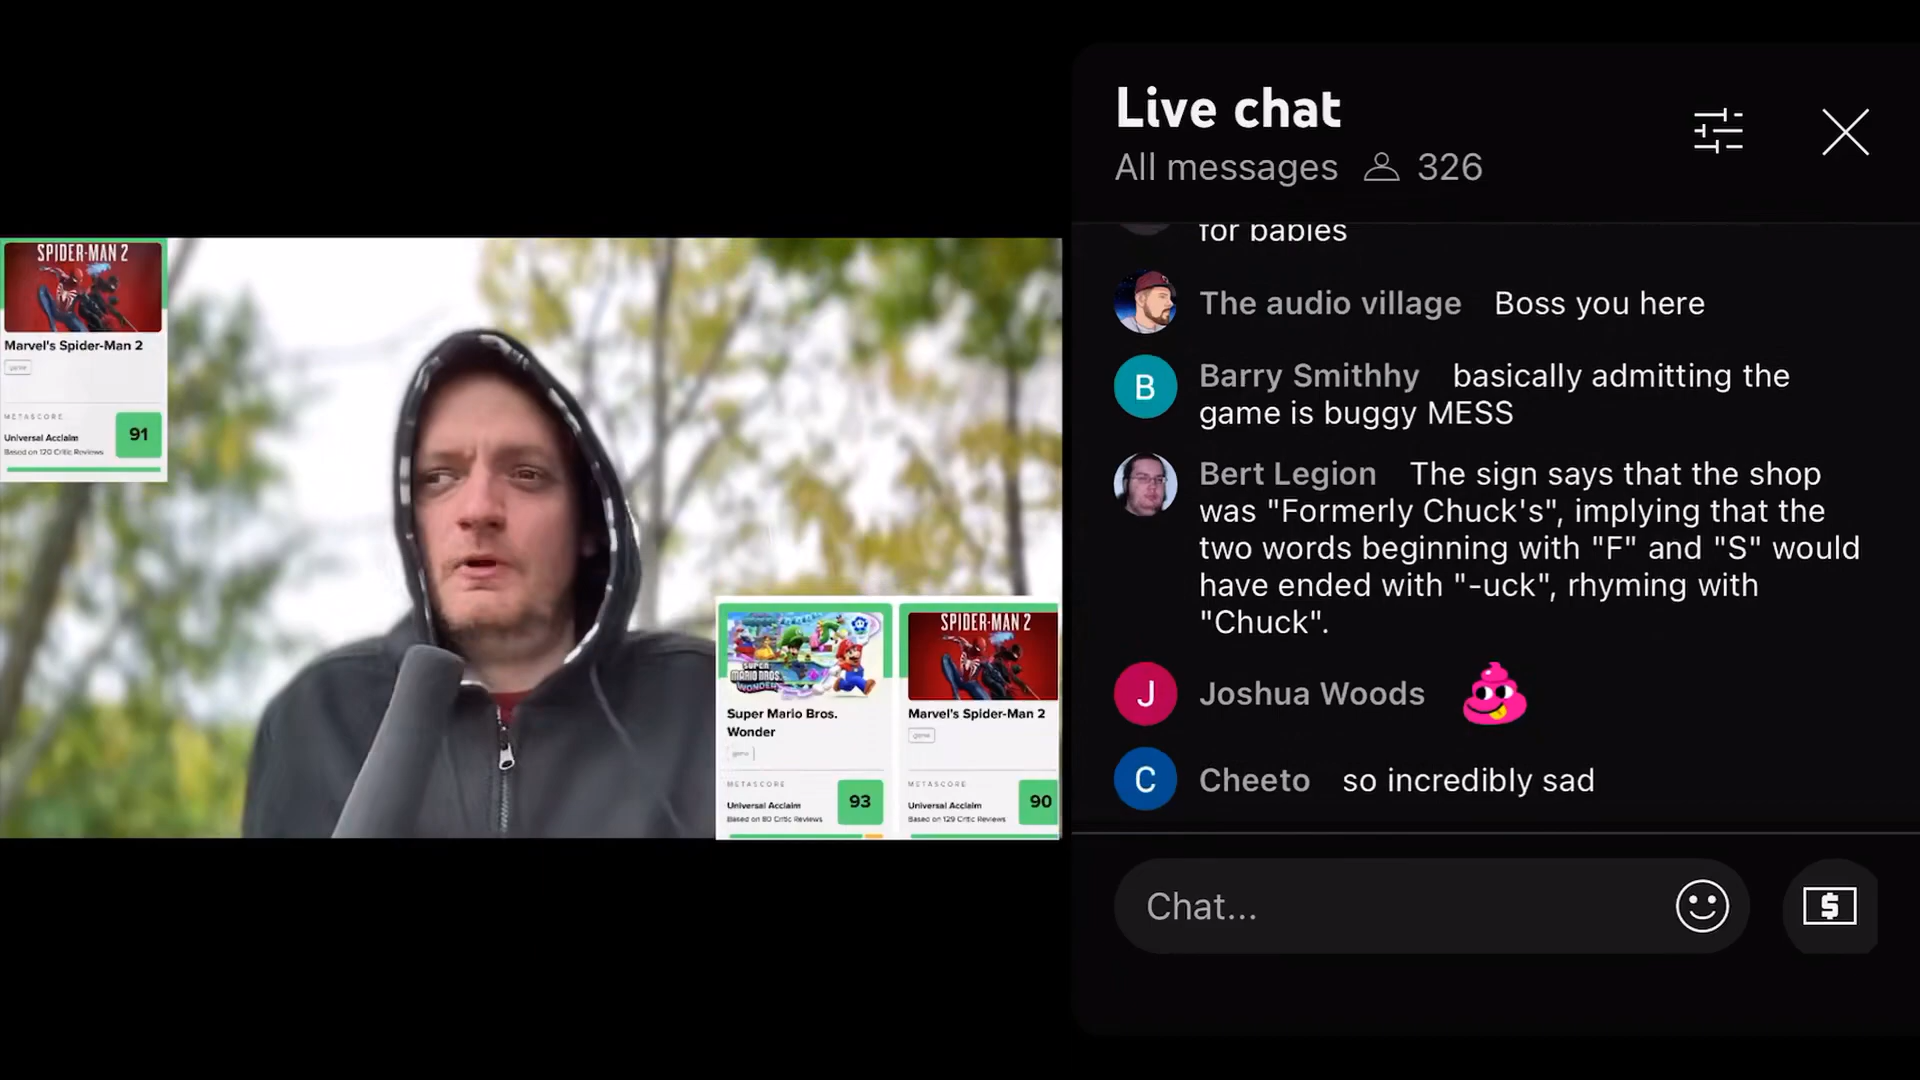 SPIDER-MAN 2
Marvel's Spider-Man 2
game
METASCORE
Universal Acclaim
Based on 120 Critic Reviews
91
SUPER
MARIO BROS.
WONDER
Super Mario Bros.
Wonder
game
METASCORE
Universal Acclaim
Based on 80 Critic Reviews
93
SPIDER-MAN 2
Marvel's Spider-Man 2
game
METASCORE
Universal Acclaim
Based on 129 Critic Reviews
90
Live chat
All messages 326
for babies
The audio village Boss you here
B
Barry Smithhy basically admitting the
game is buggy MESS
Bert Legion The sign says that the shop
was "Formerly Chuck's", implying that the
two words beginning with "F" and "S" would
have ended with "-uck", rhyming with
"Chuck".
J
Joshua Woods
C
Cheeto so incredibly sad
Chat...
$